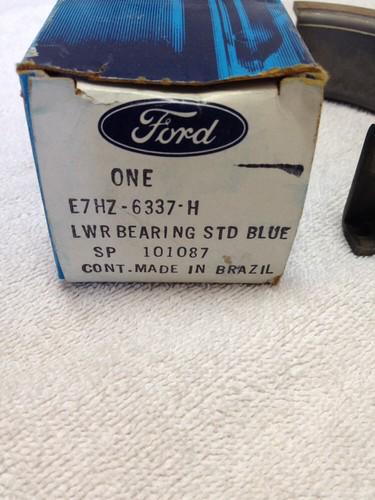 Ford
ONE
E7HZ-6337-H
LWR BEARING STD BLUE
SP 101087
CONT.MADE IN BRAZIL